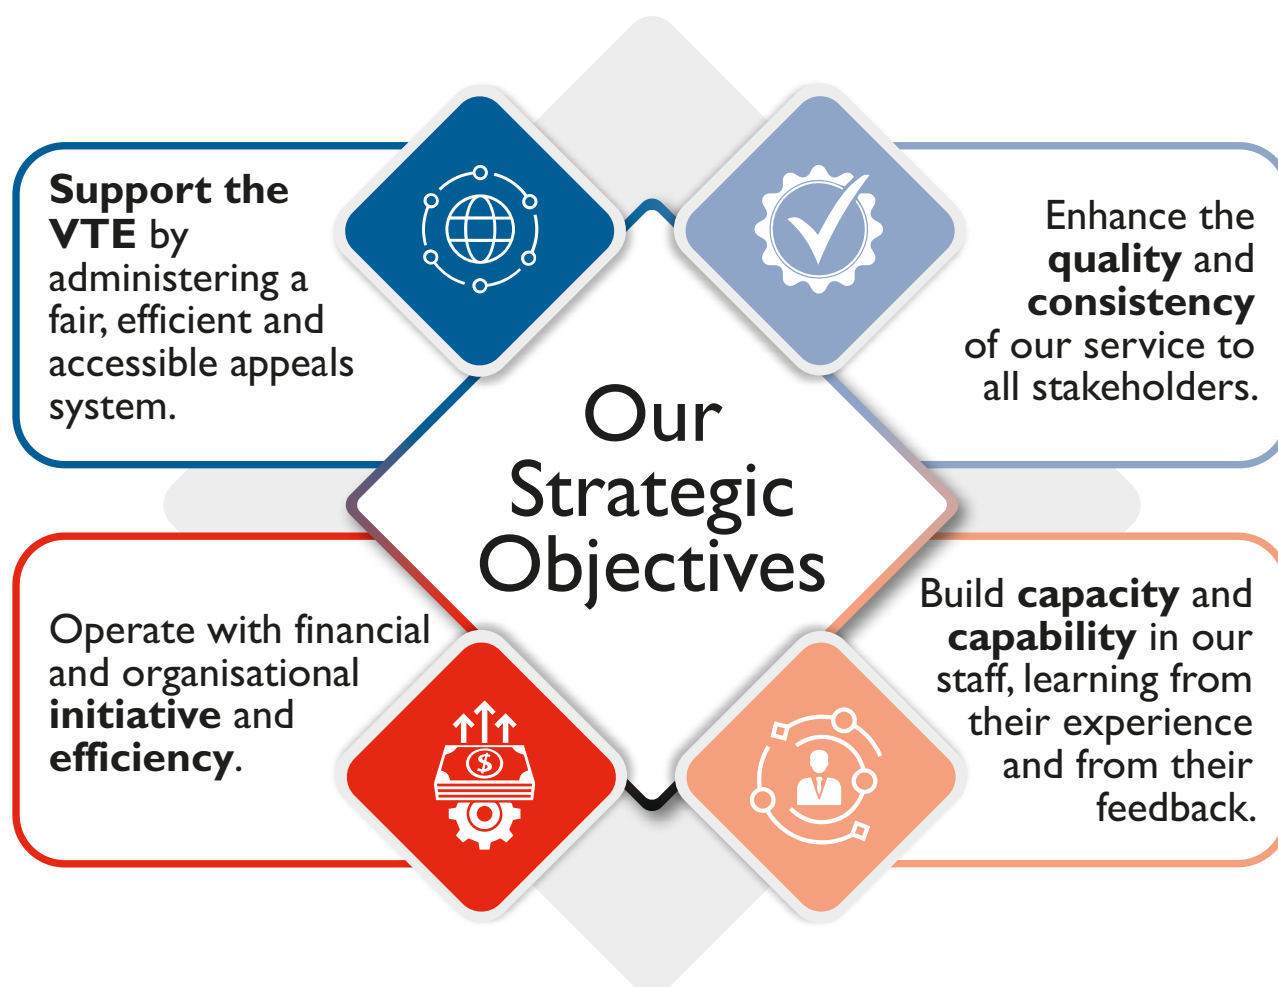 Support the
VTE by
administering a
fair, efficient and
accessible appeals
system.
Enhance the
quality and
consistency
of our service to
all stakeholders.
Our
Strategic
Objectives
Operate with financial
and organisational
initiative and
efficiency.
Build capacity and
capability in our
staff, learning from
their experience
and from their
feedback.
$